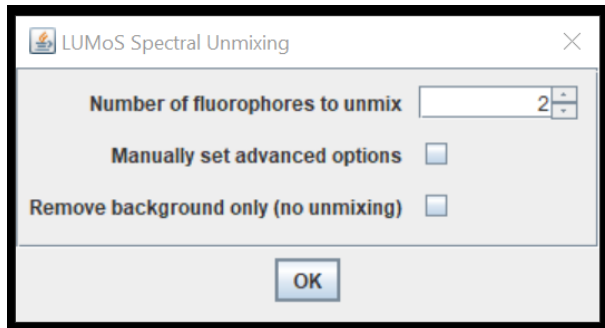 LUMoS Spectral Unmixing
Number of fluorophores to unmix 2
Manually set advanced options
Remove background only (no unmixing)
OK